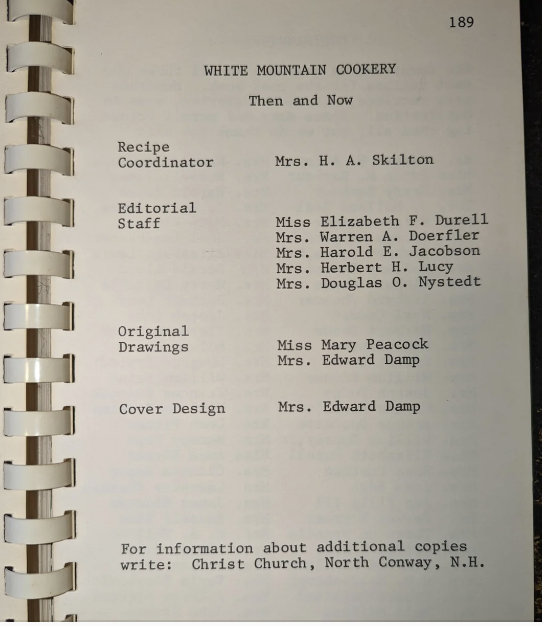 189
WHITE MOUNTAIN COOKERY
Then and Now
Recipe
Coordinator Mrs. H. A. Skilton
Editorial
Staff Miss Elizabeth F. Durell
Mrs. Warren A. Doerfler
Mrs. Harold E. Jacobson
Mrs. Herbert H. Lucy
Mrs. Douglas O. Nystedt
Original
Drawings Miss Mary Peacock
Mrs. Edward Damp
Cover Design Mrs. Edward Damp
For information about additional copies
write: Christ Church, North Conway, N.H.